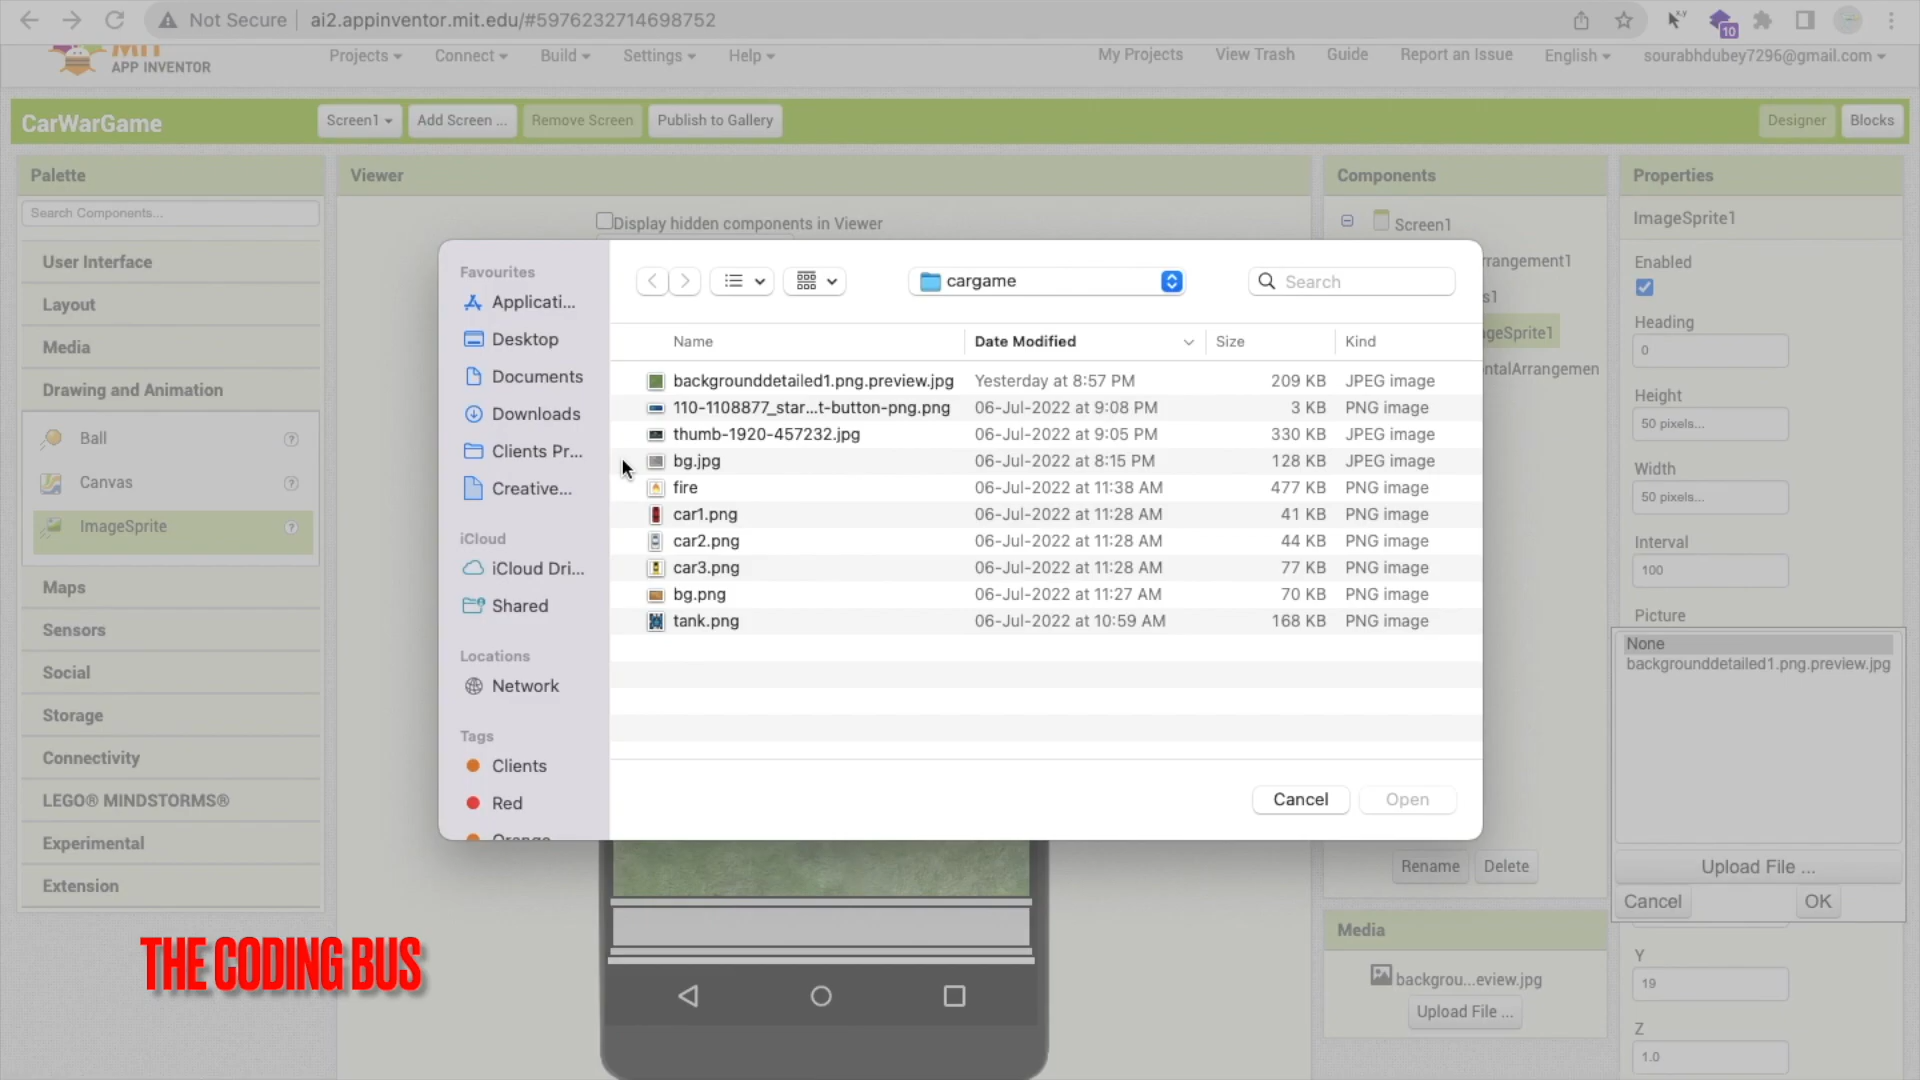 Not Secure
ai2.appinventor.mit.edu/#5976232714698752
10
MIT
APP INVENTOR
Projects
Connect
Build
Settings
Help
My Projects
View Trash
Guide
Report an Issue
English
sourabhdubey7296@gmail.com
CarWarGame
Screen1
Add Screen ...
Remove Screen
Publish to Gallery
Designer
Blocks
Palette
Search Components...
User Interface
Layout
Media
Drawing and Animation
Ball
?
Canvas
?
ImageSprite
?
Maps
Sensors
Social
Storage
Connectivity
LEGO® MINDSTORMS®
Experimental
Extension
THE CODING BUS
Viewer
Display hidden components in Viewer
Favourites
Applicati...
Desktop
Documents
Downloads
Clients Pr...
Creative...
iCloud
iCloud Dri...
Shared
Locations
Network
Tags
Clients
Red
Orange
cargame
Search
Name Date Modified Size Kind
backgrounddetailed1.png.preview.jpg Yesterday at 8:57 PM 209 KB JPEG image
110-1108877_star...t-button-png.png 06-Jul-2022 at 9:08 PM 3 KB PNG image
thumb-1920-457232.jpg 06-Jul-2022 at 9:05 PM 330 KB JPEG image
bg.jpg 06-Jul-2022 at 8:15 PM 128 KB JPEG image
fire 06-Jul-2022 at 11:38 AM 477 KB PNG image
car1.png 06-Jul-2022 at 11:28 AM 41 KB PNG image
car2.png 06-Jul-2022 at 11:28 AM 44 KB PNG image
car3.png 06-Jul-2022 at 11:28 AM 77 KB PNG image
bg.png 06-Jul-2022 at 11:27 AM 70 KB PNG image
tank.png 06-Jul-2022 at 10:59 AM 168 KB PNG image
Cancel
Open
Components
Screen1
rrangement1
s1
geSprite1
ntalArrangemen
Rename
Delete
Media
backgrou...eview.jpg
Upload File ...
Properties
ImageSprite1
Enabled
Heading
0
Height
50 pixels...
Width
50 pixels...
Interval
100
Picture
None
backgrounddetailed1.png.preview.jpg
Upload File ...
Cancel
OK
Y
19
Z
1.0